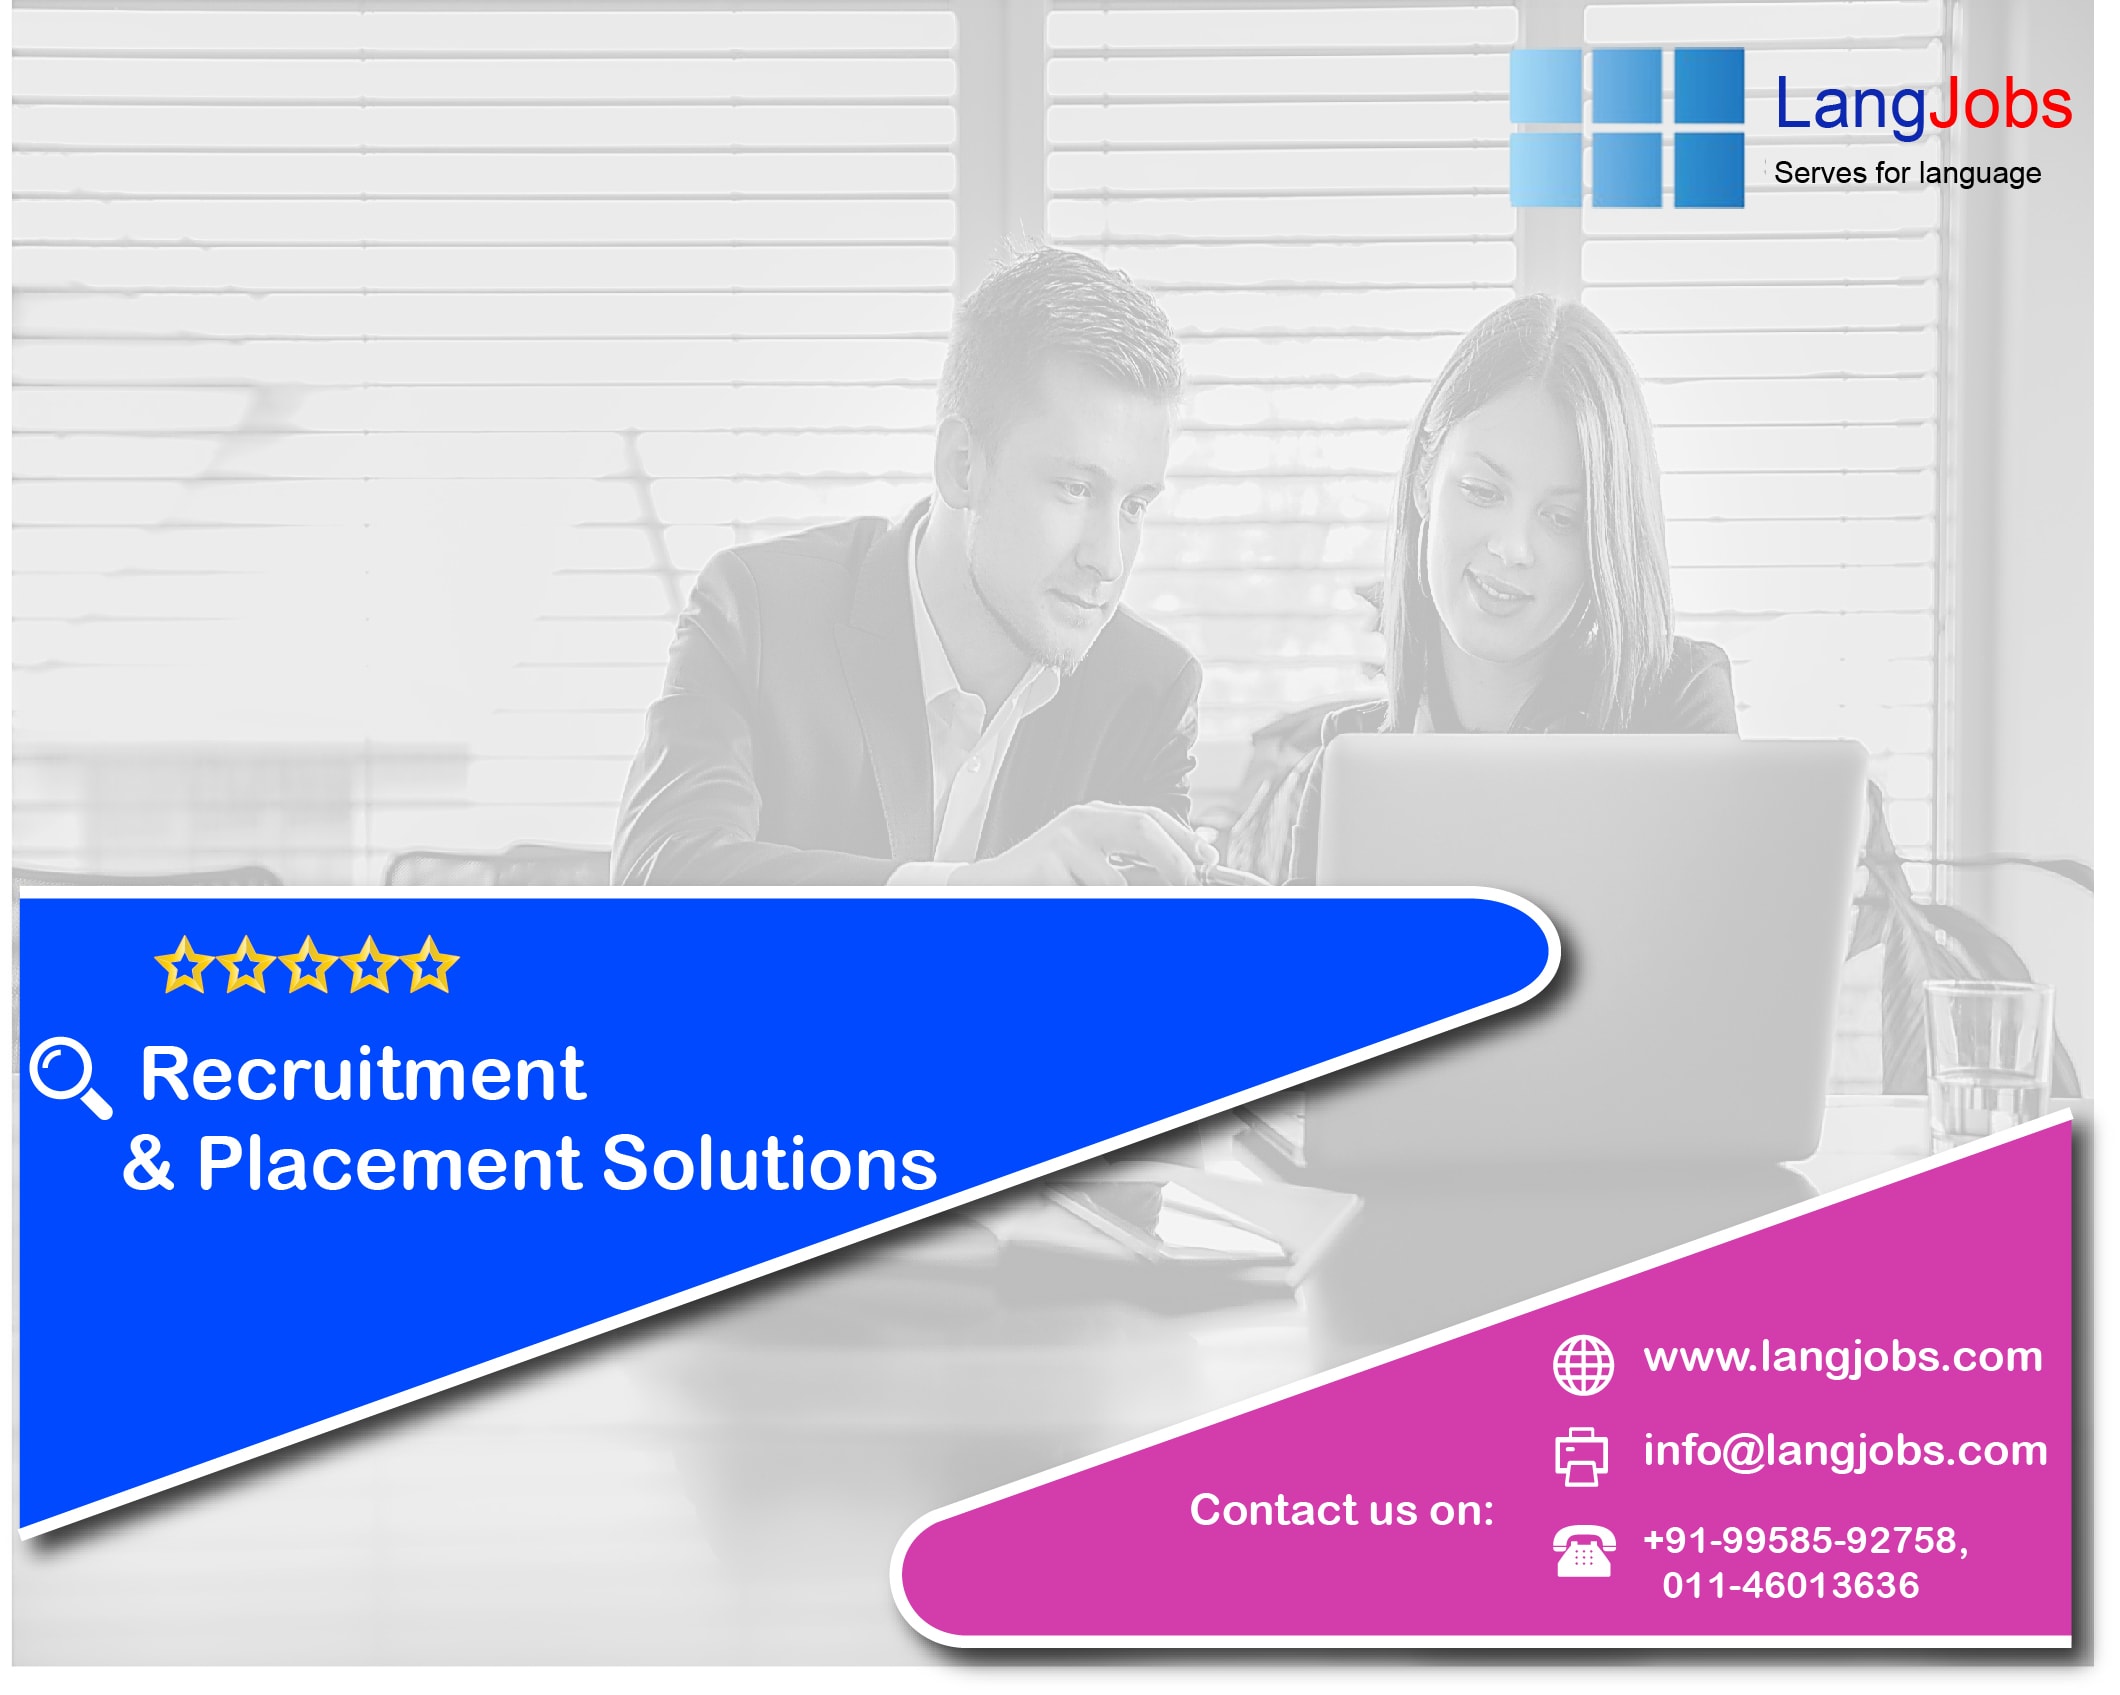 LangJobs
Serves for language
Recruitment
& Placement Solutions
Contact us on:
www.langjobs.com
info@langjobs.com
+91-99585-92758,
011-46013636